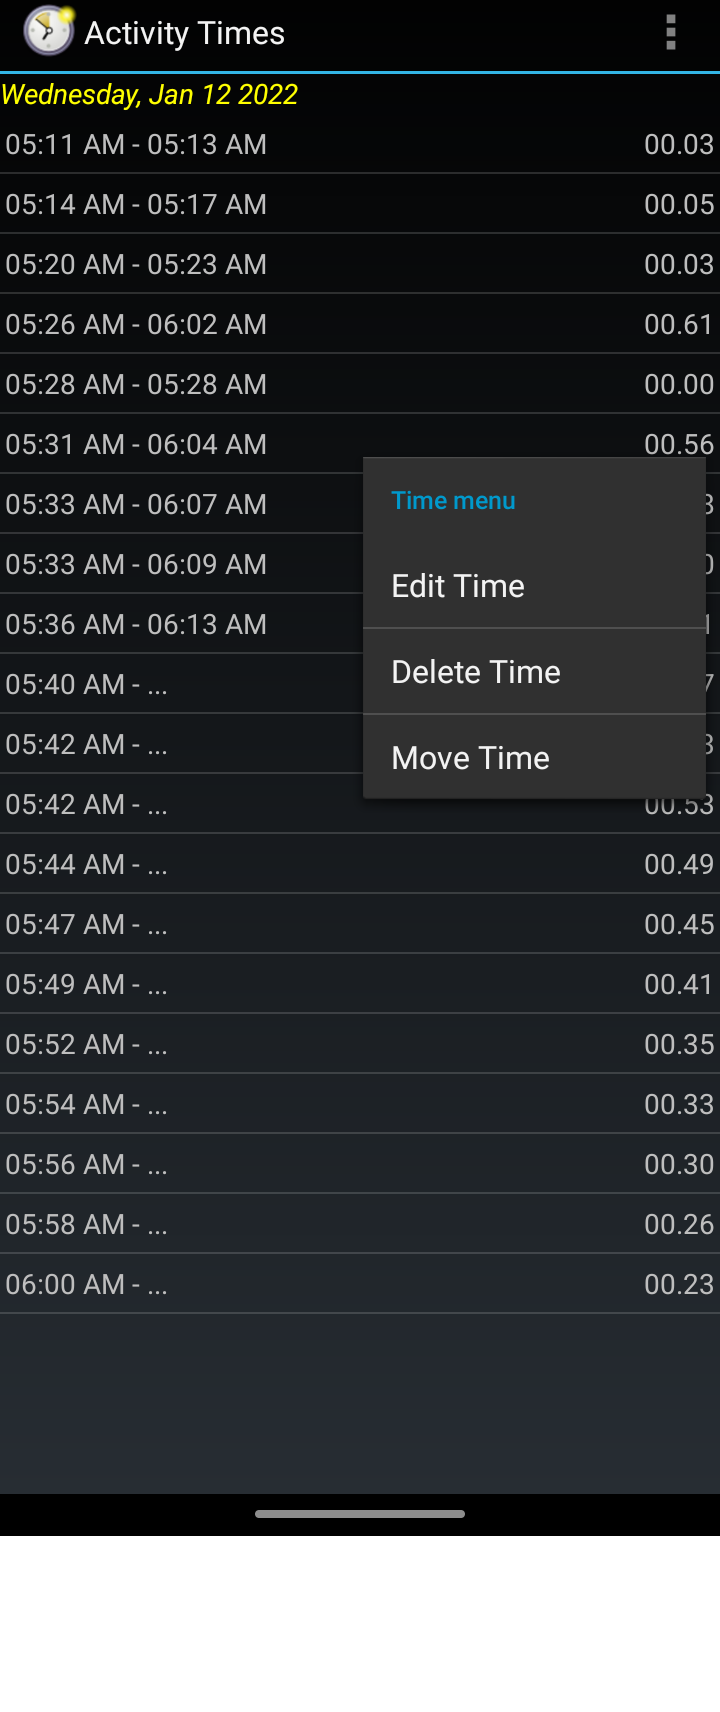 Activity Times
Wednesday, Jan 12 2022
05:11 AM - 05:13 AM 00.03
05:14 AM - 05:17 AM 00.05
05:20 AM - 05:23 AM 00.03
05:26 AM - 06:02 AM 00.61
05:28 AM - 05:28 AM 00.00
05:31 AM - 06:04 AM 00.56
05:33 AM - 06:07 AM
05:33 AM - 06:09 AM
05:36 AM - 06:13 AM
05:40 AM - ...
05:42 AM - ...
Time menu
Edit Time
Delete Time
Move Time
05:42 AM - ... 00.53
05:44 AM - ... 00.49
05:47 AM - ... 00.45
05:49 AM - ... 00.41
05:52 AM - ... 00.35
05:54 AM - ... 00.33
05:56 AM - ... 00.30
05:58 AM - ... 00.26
06:00 AM - ... 00.23